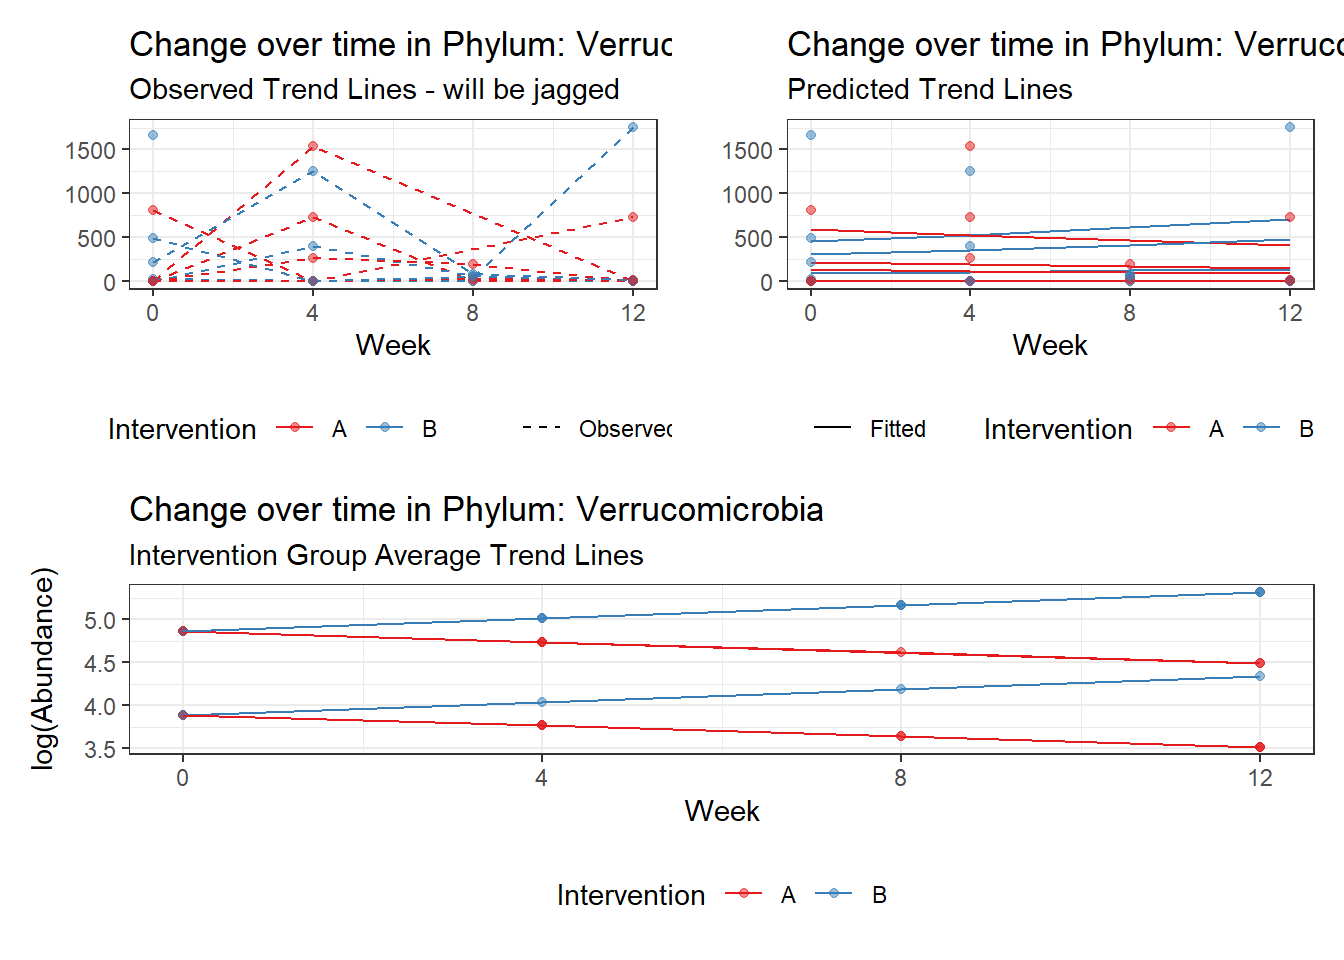 Change over time in Phylum: Verruc
Observed Trend Lines - will be jagged
1500
1000
500
0
0 4 8 12
Week
Intervention A B Observed
Change over time in Phylum: Verruco
Predicted Trend Lines
1500
1000
500
0
0 4 8 12
Week
Fitted Intervention A B
Change over time in Phylum: Verrucomicrobia
Intervention Group Average Trend Lines
log(Abundance)
5.0
4.5
4.0
3.5
0 4 8 12
Week
Intervention A B